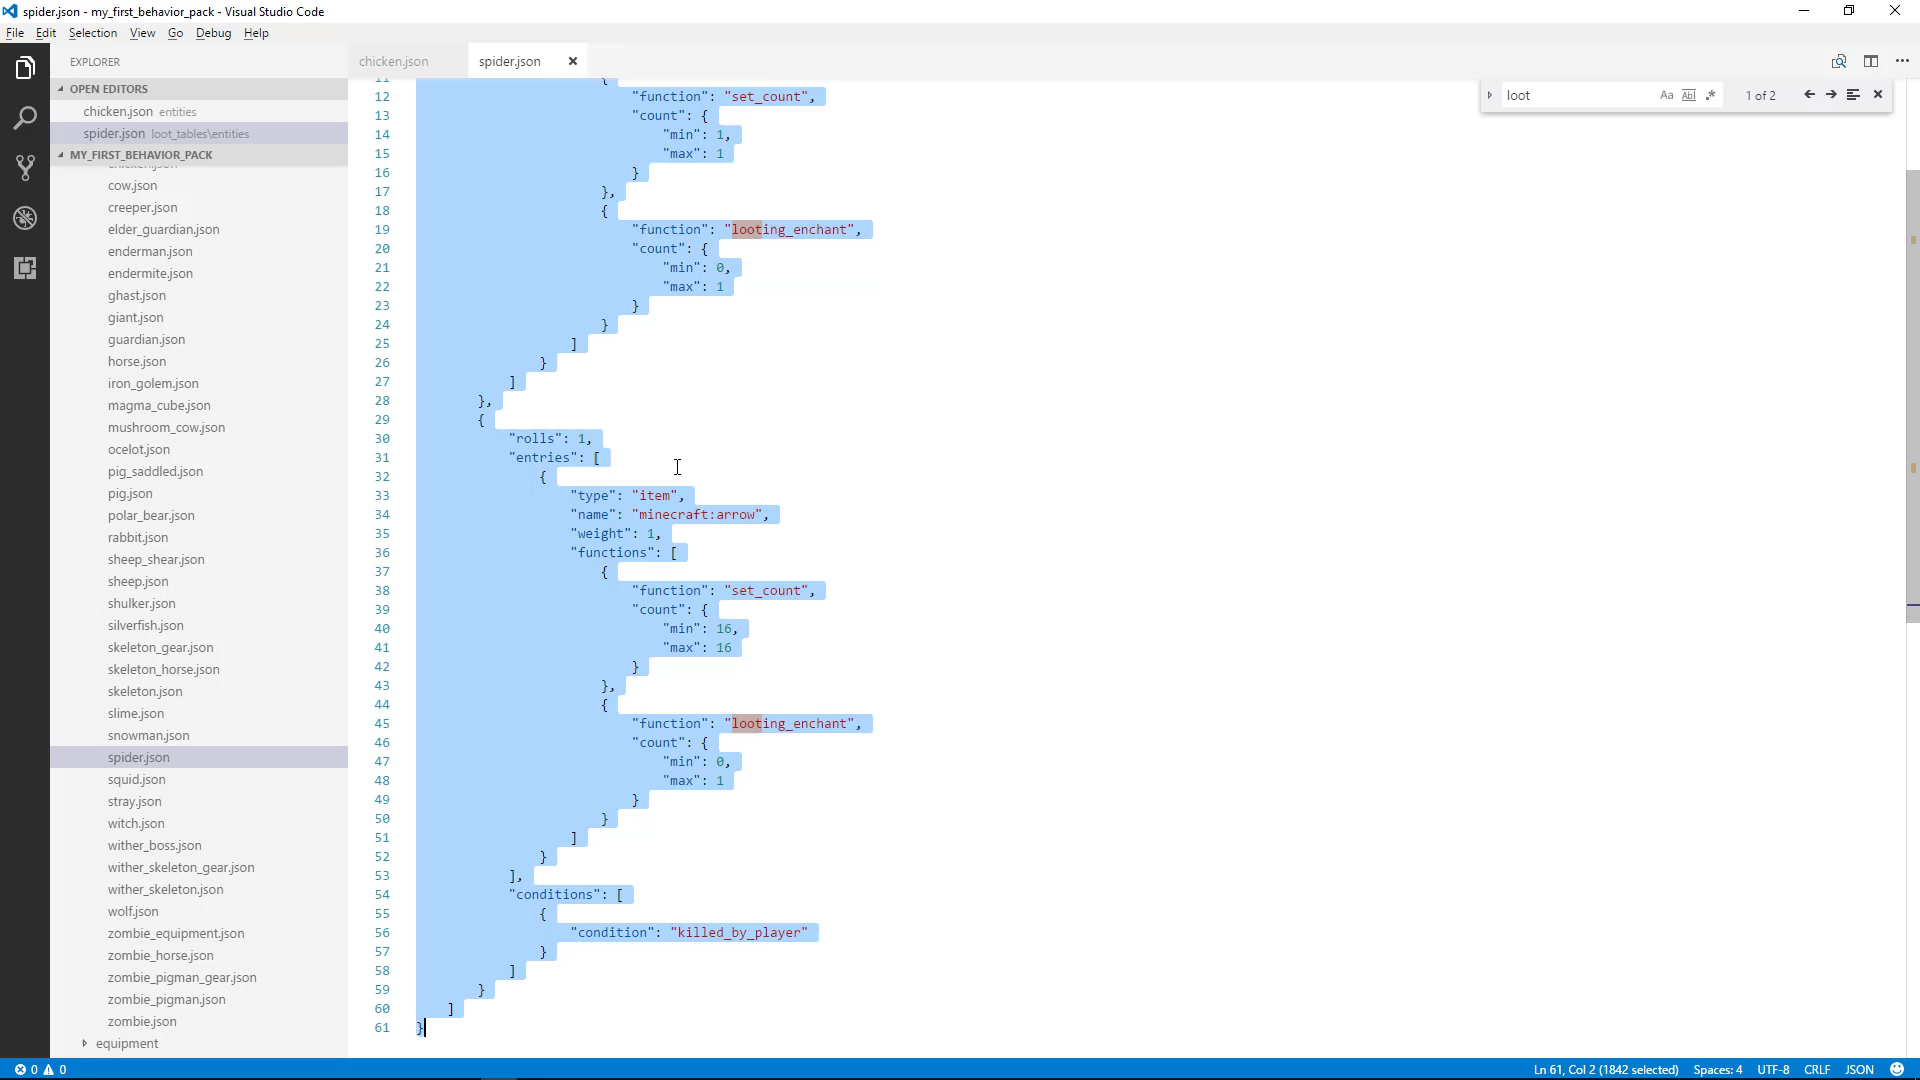 spider.json - my_first_behavior_pack - Visual Studio Code
File Edit Selection View Go Debug Help
EXPLORER
OPEN EDITORS
chicken.json entities
spider.json loot_tables\entities
MY_FIRST_BEHAVIOR_PACK
chicken.json
cow.json
creeper.json
elder_guardian.json
enderman.json
endermite.json
ghast.json
giant.json
guardian.json
horse.json
iron_golem.json
magma_cube.json
mushroom_cow.json
ocelot.json
pig_saddled.json
pig.json
polar_bear.json
rabbit.json
sheep_shear.json
sheep.json
shulker.json
silverfish.json
skeleton_gear.json
skeleton_horse.json
skeleton.json
slime.json
snowman.json
spider.json
squid.json
stray.json
witch.json
wither_boss.json
wither_skeleton_gear.json
wither_skeleton.json
wolf.json
zombie_equipment.json
zombie_horse.json
zombie_pigman_gear.json
zombie_pigman.json
zombie.json
equipment
chicken.json spider.json
loot Aa Abl .* 1 of 2
11 {
12 "function": "set_count",
13 "count": {
14 "min": 1,
15 "max": 1
16 }
17 },
18 {
19 "function": "looting_enchant",
20 "count": {
21 "min": 0,
22 "max": 1
23 }
24 }
25 ]
26 }
27 ]
28 },
29 {
30 "rolls": 1,
31 "entries": [
32 {
33 "type": "item",
34 "name": "minecraft:arrow",
35 "weight": 1,
36 "functions": [
37 {
38 "function": "set_count",
39 "count": {
40 "min": 16,
41 "max": 16
42 }
43 },
44 {
45 "function": "looting_enchant",
46 "count": {
47 "min": 0,
48 "max": 1
49 }
50 }
51 ]
52 }
53 ],
54 "conditions": [
55 {
56 "condition": "killed_by_player"
57 }
58 ]
59 }
60 ]
61 }
0 0 Ln 61, Col 2 (1842 selected) Spaces: 4 UTF-8 CRLF JSON